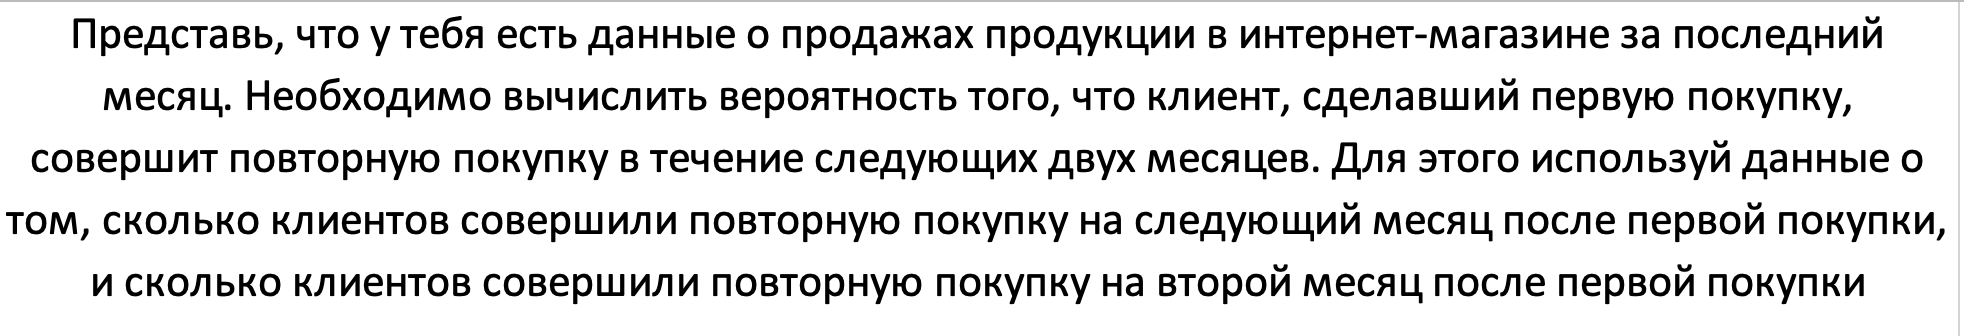 Представь, что у тебя есть данные о продажах продукции в интернет-магазине за последний
месяц. Необходимо вычислить вероятность того, что клиент, сделавший первую покупку,
совершит повторную покупку в течение следующих двух месяцев. Для этого используй данные о
том, сколько клиентов совершили повторную покупку на следующий месяц после первой покупки,
и сколько клиентов совершили повторную покупку на второй месяц после первой покупки